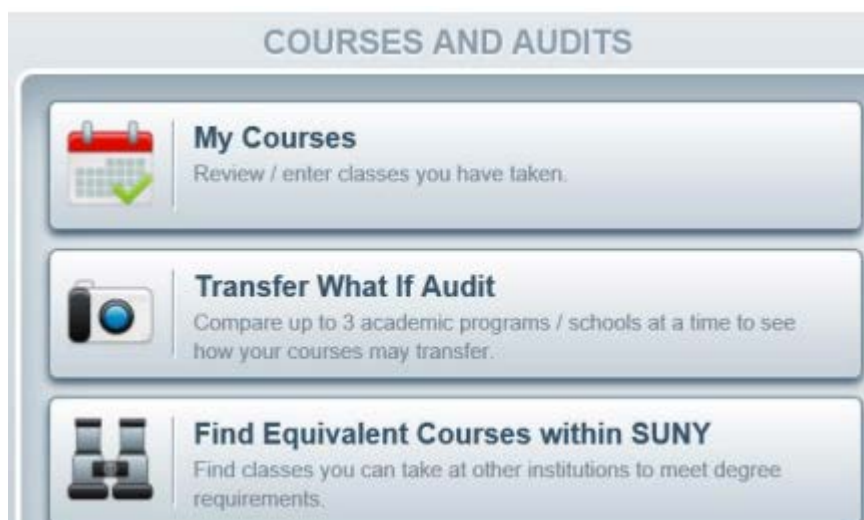 COURSES AND AUDITS
My Courses
Review / enter classes you have taken.
Transfer What If Audit
Compare up to 3 academic programs / schools at a time to see
how your courses may transfer.
Find Equivalent Courses within SUNY
Find classes you can take at other institutions to meet degree
requirements.